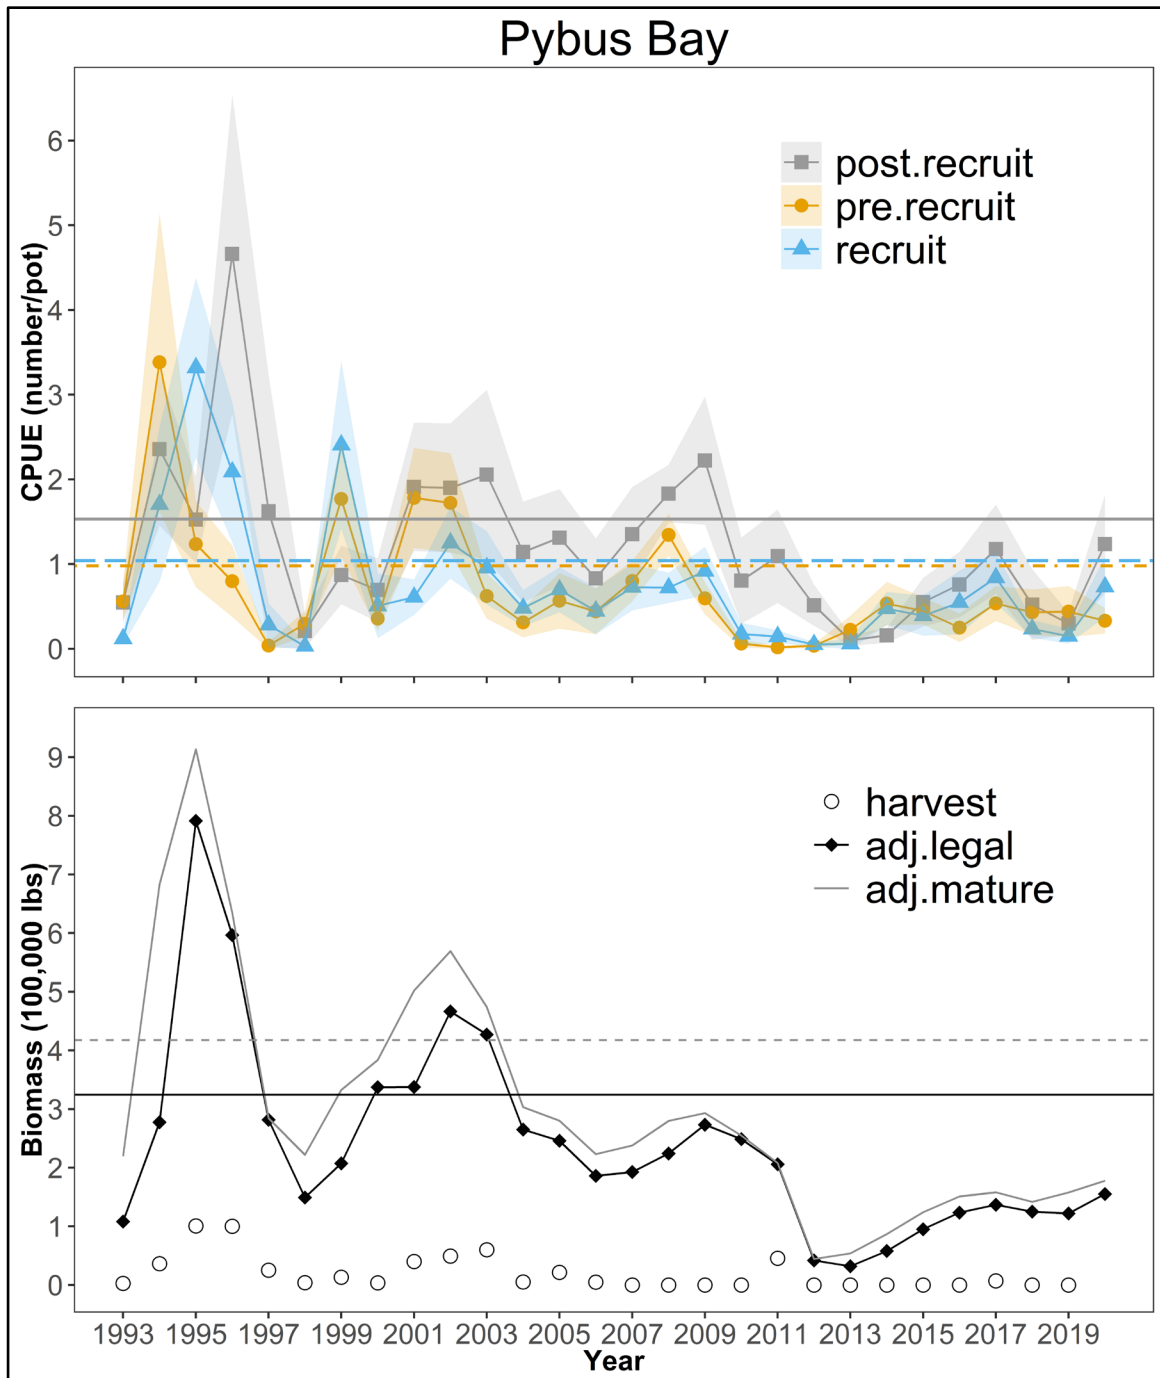 Pybus Bay
CPUE (number/pot)
6
5
4
3
2
1
0
post.recruit
pre.recruit
recruit
Biomass (100,000 lbs)
9
8
7
6
5
4
3
2
1
0
harvest
adj.legal
adj.mature
1993 1995 1997 1999 2001 2003 2005 2007 2009 2011 2013 2015 2017 2019
Year